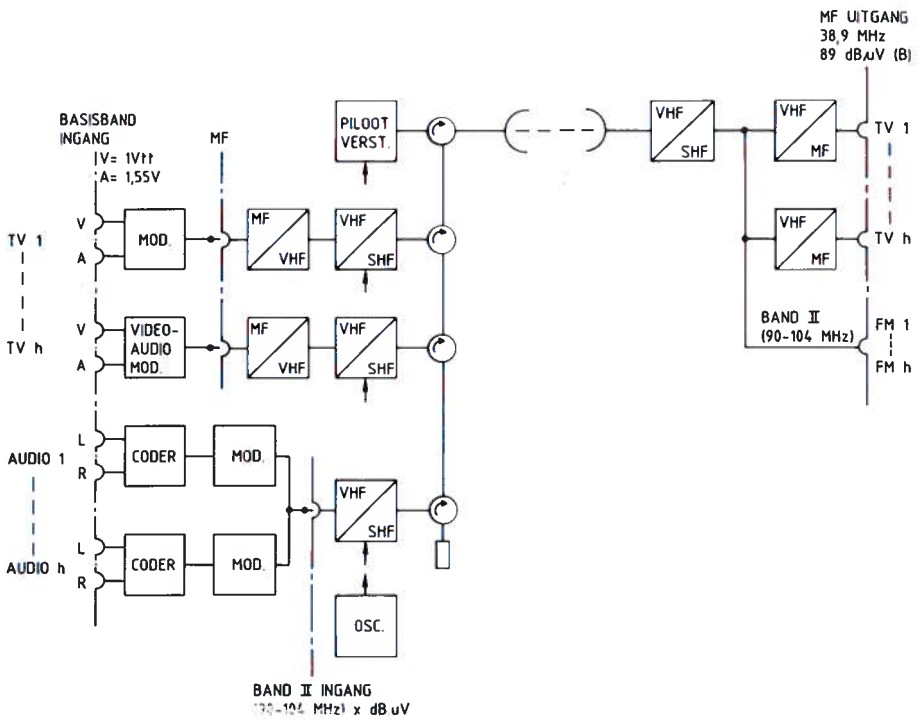 MF UITGANG
38,9 MHz
89 dBµV (B)
BASISBAND
INGANG
V= 1Vtt
A= 1,55V
MF
PILOOT
VERST.
VHF
SHF
VHF
MF
TV 1
TV 1
V
A
MOD.
MF
VHF
VHF
SHF
VHF
MF
TV h
TV h
V
A
VIDEO-
AUDIO
MOD.
MF
VHF
VHF
SHF
BAND II
(90-104 MHz)
FM 1
FM h
AUDIO 1
L
R
CODER
MOD.
VHF
SHF
AUDIO h
L
R
CODER
MOD.
OSC.
BAND II INGANG
(90-104 MHz) x dBµV